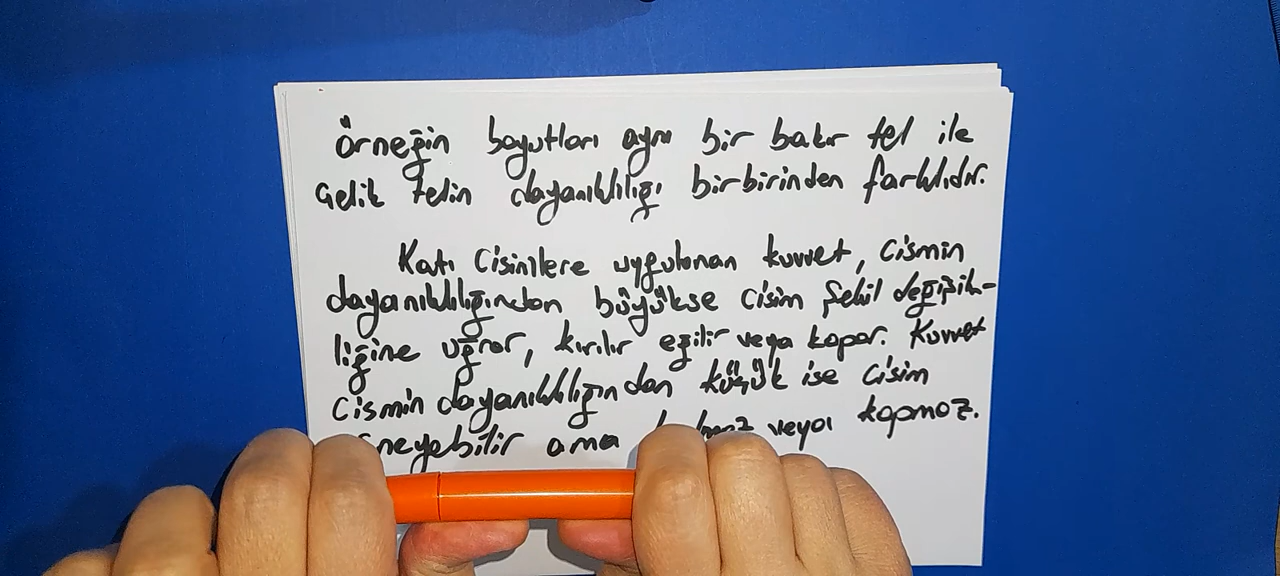 Örneğin boyutları aynı bir bakır tel ile
çelik telin dayanıklılığı birbirinden farklıdır.
Katı cisimlere uygulanan kuvvet, cismin
dayanıklılığından büyükse cisim şekil değişik-
liğine uğrar, kırılır eğilir veya kopar. Kuvvet
cismin dayanıklılığından küçük ise cisim
esneyebilir ama veya kopmaz.